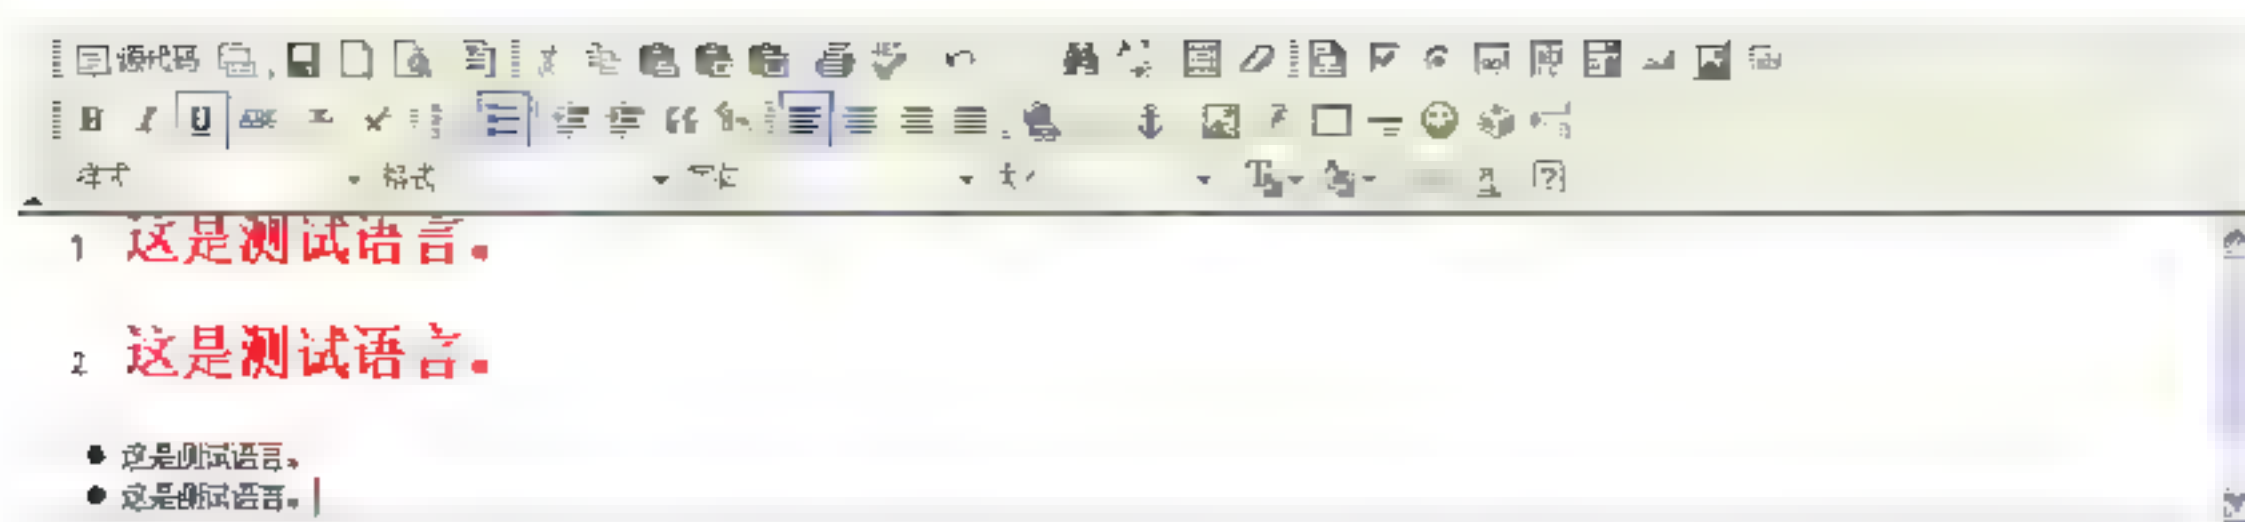 源代码
B I U ABC
样式 格式 字体 大小
1 这是测试语言。
2 这是测试语言。
• 这是测试语言。
• 这是测试语言。